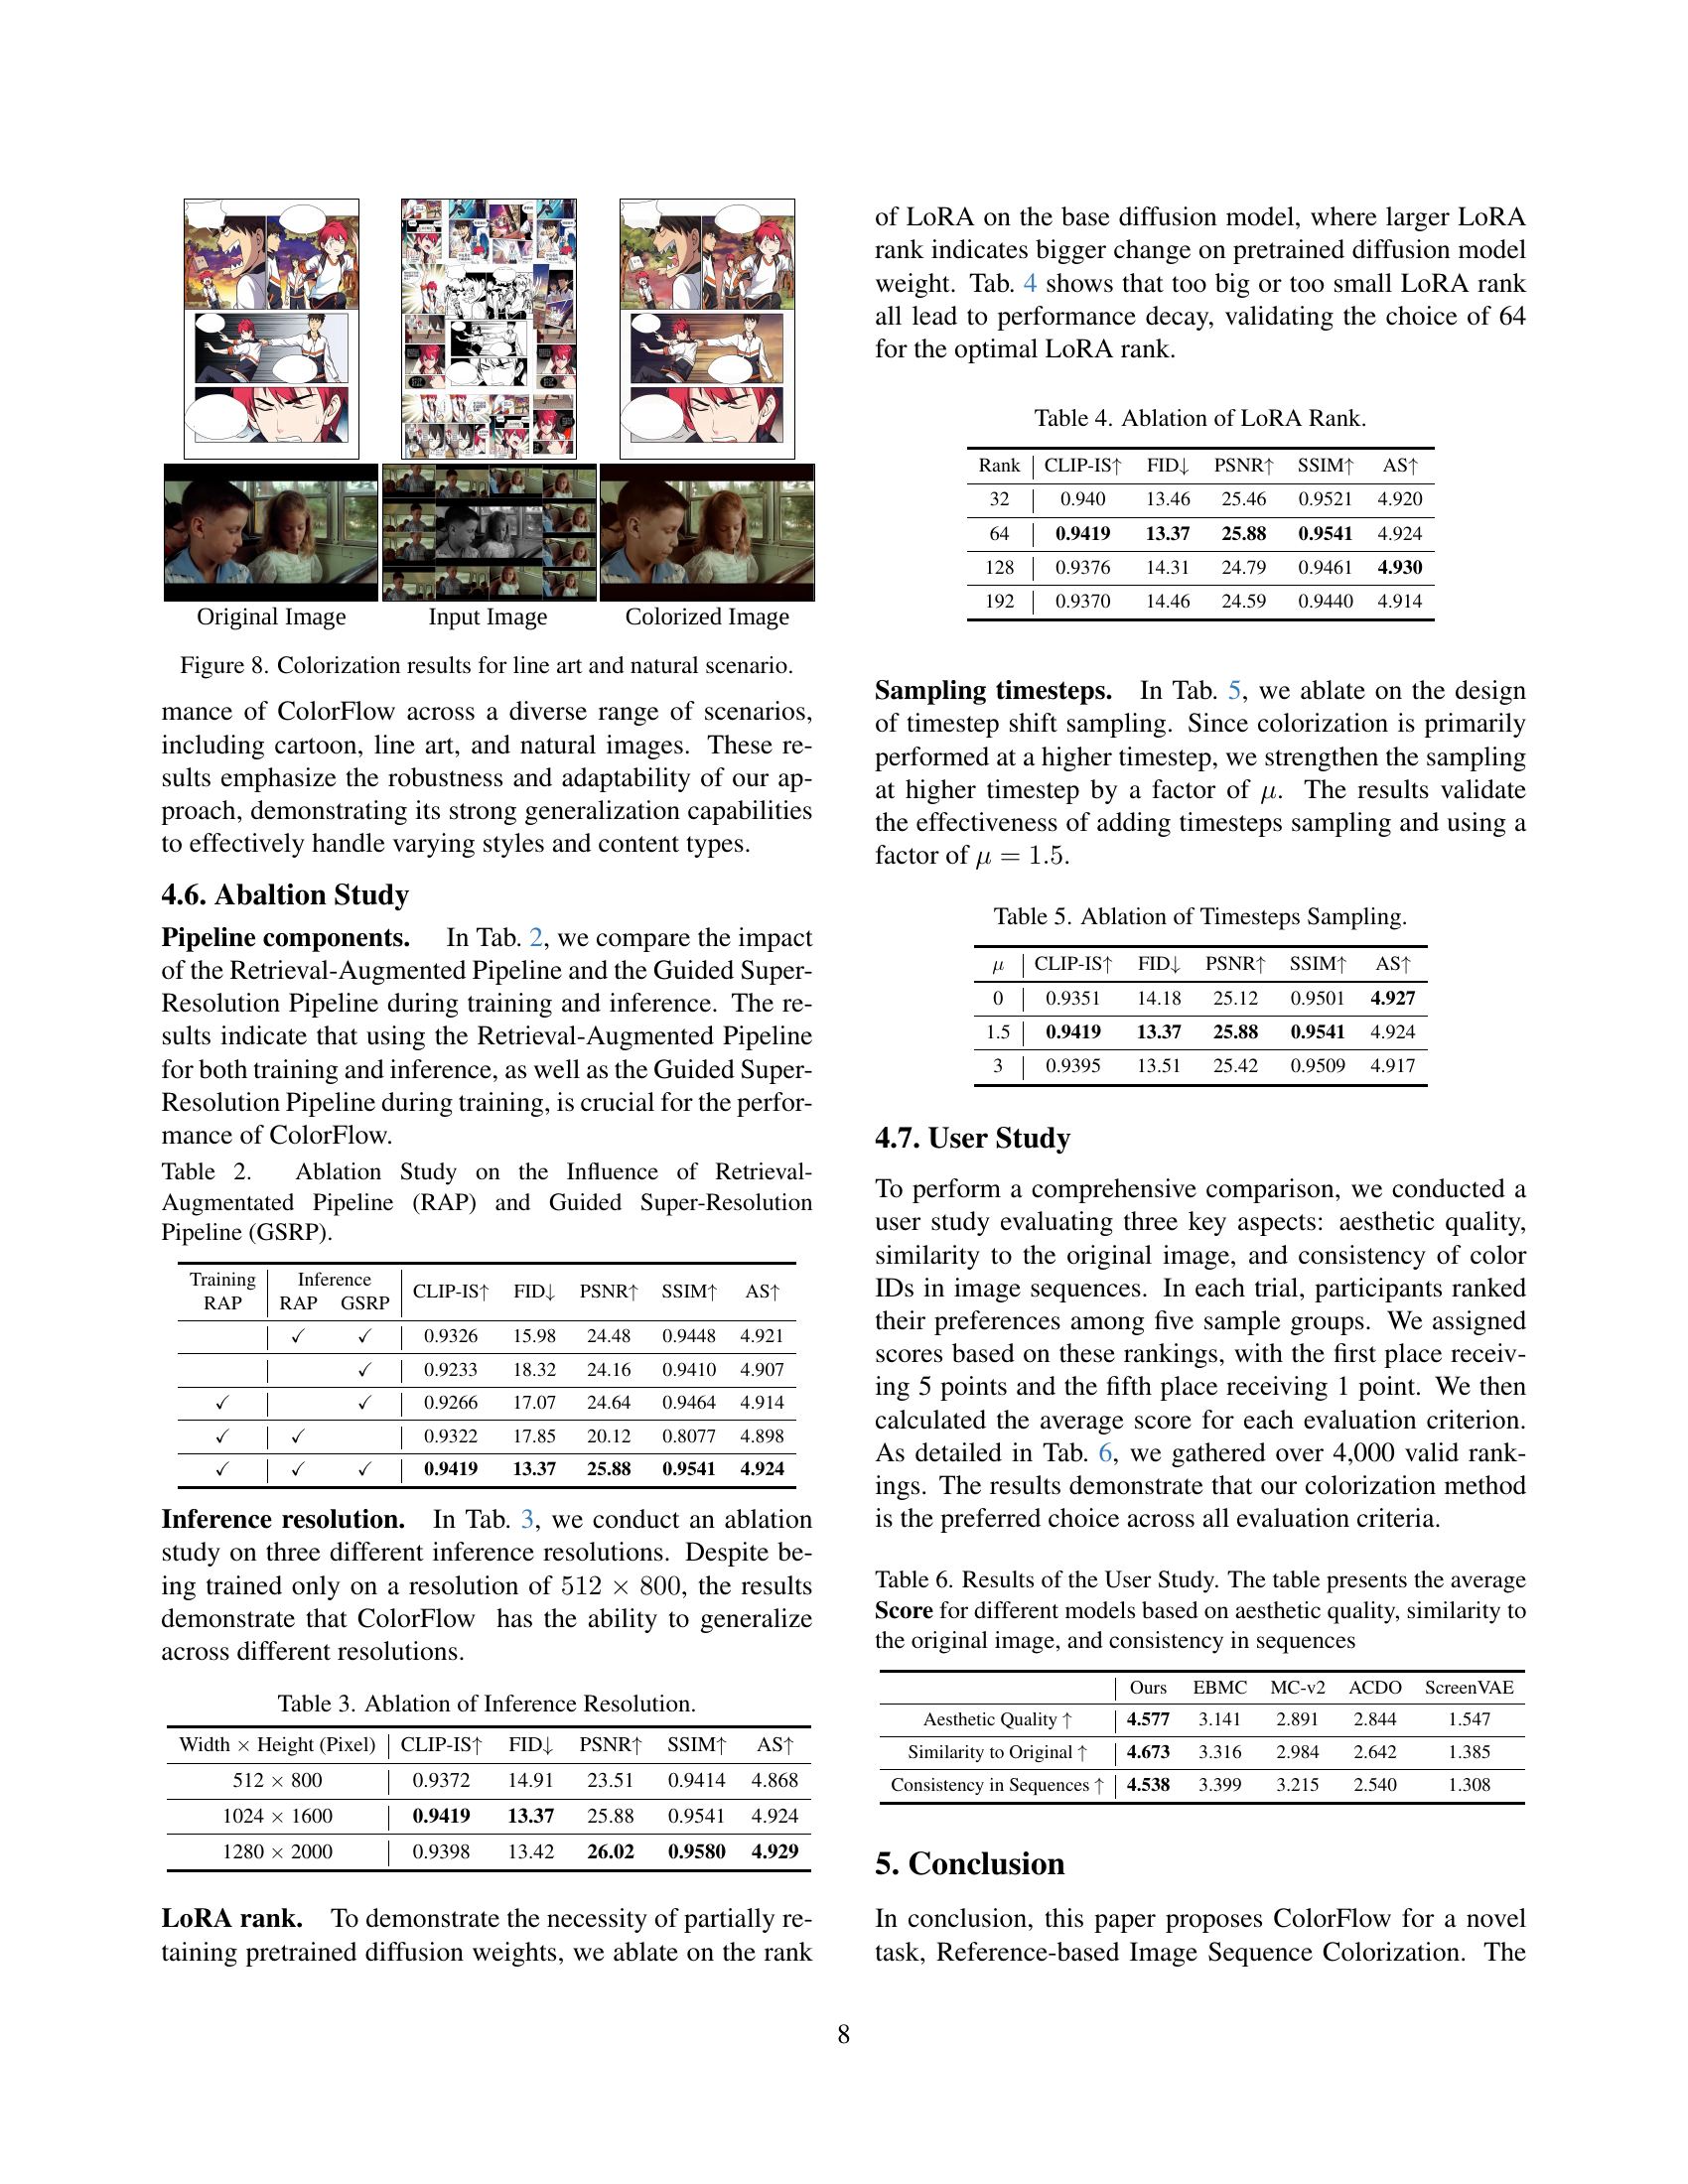 Original Image Input Image Colorized Image
Figure 8. Colorization results for line art and natural scenario.
mance of ColorFlow across a diverse range of scenarios,
including cartoon, line art, and natural images. These re-
sults emphasize the robustness and adaptability of our ap-
proach, demonstrating its strong generalization capabilities
to effectively handle varying styles and content types.
4.6. Abaltion Study
Pipeline components. In Tab. 2, we compare the impact
of the Retrieval-Augmented Pipeline and the Guided Super-
Resolution Pipeline during training and inference. The re-
sults indicate that using the Retrieval-Augmented Pipeline
for both training and inference, as well as the Guided Super-
Resolution Pipeline during training, is crucial for the perfor-
mance of ColorFlow.
Table 2. Ablation Study on the Influence of Retrieval-
Augmentated Pipeline (RAP) and Guided Super-Resolution
Pipeline (GSRP).
Training Inference CLIP-IS↑ FID↓ PSNR↑ SSIM↑ AS↑
RAP RAP GSRP
✓ ✓ 0.9326 15.98 24.48 0.9448 4.921
✓ 0.9233 18.32 24.16 0.9410 4.907
✓ ✓ 0.9266 17.07 24.64 0.9464 4.914
✓ ✓ 0.9322 17.85 20.12 0.8077 4.898
✓ ✓ ✓ 0.9419 13.37 25.88 0.9541 4.924
Inference resolution. In Tab. 3, we conduct an ablation
study on three different inference resolutions. Despite be-
ing trained only on a resolution of 512 × 800, the results
demonstrate that ColorFlow has the ability to generalize
across different resolutions.
Table 3. Ablation of Inference Resolution.
Width × Height (Pixel) CLIP-IS↑ FID↓ PSNR↑ SSIM↑ AS↑
512 × 800 0.9372 14.91 23.51 0.9414 4.868
1024 × 1600 0.9419 13.37 25.88 0.9541 4.924
1280 × 2000 0.9398 13.42 26.02 0.9580 4.929
LoRA rank. To demonstrate the necessity of partially re-
taining pretrained diffusion weights, we ablate on the rank
of LoRA on the base diffusion model, where larger LoRA
rank indicates bigger change on pretrained diffusion model
weight. Tab. 4 shows that too big or too small LoRA rank
all lead to performance decay, validating the choice of 64
for the optimal LoRA rank.
Table 4. Ablation of LoRA Rank.
Rank CLIP-IS↑ FID↓ PSNR↑ SSIM↑ AS↑
32 0.940 13.46 25.46 0.9521 4.920
64 0.9419 13.37 25.88 0.9541 4.924
128 0.9376 14.31 24.79 0.9461 4.930
192 0.9370 14.46 24.59 0.9440 4.914
Sampling timesteps. In Tab. 5, we ablate on the design
of timestep shift sampling. Since colorization is primarily
performed at a higher timestep, we strengthen the sampling
at higher timestep by a factor of μ. The results validate
the effectiveness of adding timesteps sampling and using a
factor of μ = 1.5.
Table 5. Ablation of Timesteps Sampling.
μ CLIP-IS↑ FID↓ PSNR↑ SSIM↑ AS↑
0 0.9351 14.18 25.12 0.9501 4.927
1.5 0.9419 13.37 25.88 0.9541 4.924
3 0.9395 13.51 25.42 0.9509 4.917
4.7. User Study
To perform a comprehensive comparison, we conducted a
user study evaluating three key aspects: aesthetic quality,
similarity to the original image, and consistency of color
IDs in image sequences. In each trial, participants ranked
their preferences among five sample groups. We assigned
scores based on these rankings, with the first place receiv-
ing 5 points and the fifth place receiving 1 point. We then
calculated the average score for each evaluation criterion.
As detailed in Tab. 6, we gathered over 4,000 valid rank-
ings. The results demonstrate that our colorization method
is the preferred choice across all evaluation criteria.
Table 6. Results of the User Study. The table presents the average
Score for different models based on aesthetic quality, similarity to
the original image, and consistency in sequences
Ours EBMC MC-v2 ACDO ScreenVAE
Aesthetic Quality ↑ 4.577 3.141 2.891 2.844 1.547
Similarity to Original ↑ 4.673 3.316 2.984 2.642 1.385
Consistency in Sequences ↑ 4.538 3.399 3.215 2.540 1.308
5. Conclusion
In conclusion, this paper proposes ColorFlow for a novel
task, Reference-based Image Sequence Colorization. The
8